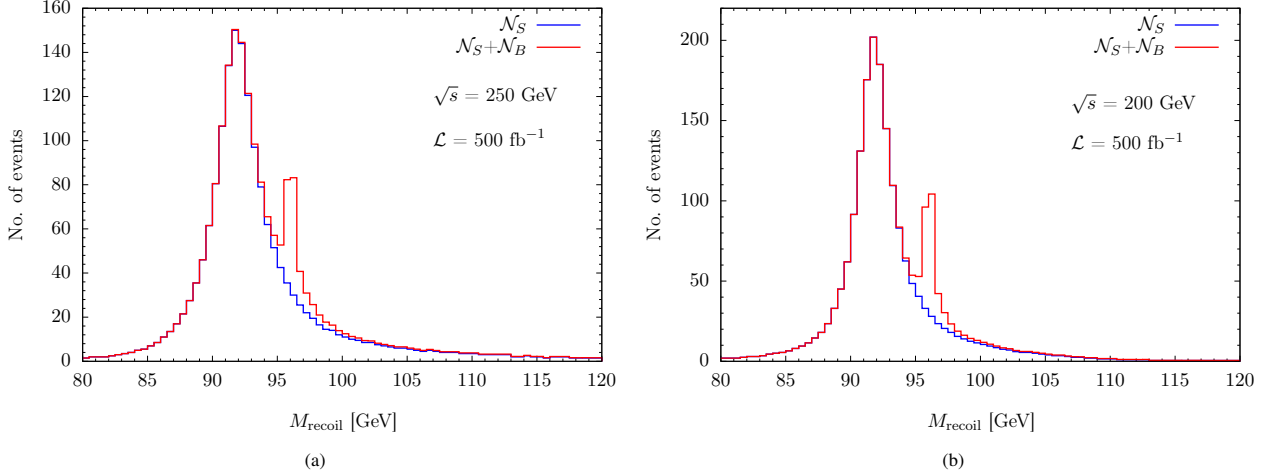 160
140
120
100
80
60
40
20
0
No. of events
80 85 90 95 100 105 110 115 120
M_recoil [GeV]
𝒩_S
𝒩_S+𝒩_B
√s = 250 GeV
ℒ = 500 fb⁻¹
(a)
200
150
100
50
0
No. of events
80 85 90 95 100 105 110 115 120
M_recoil [GeV]
𝒩_S
𝒩_S+𝒩_B
√s = 200 GeV
ℒ = 500 fb⁻¹
(b)